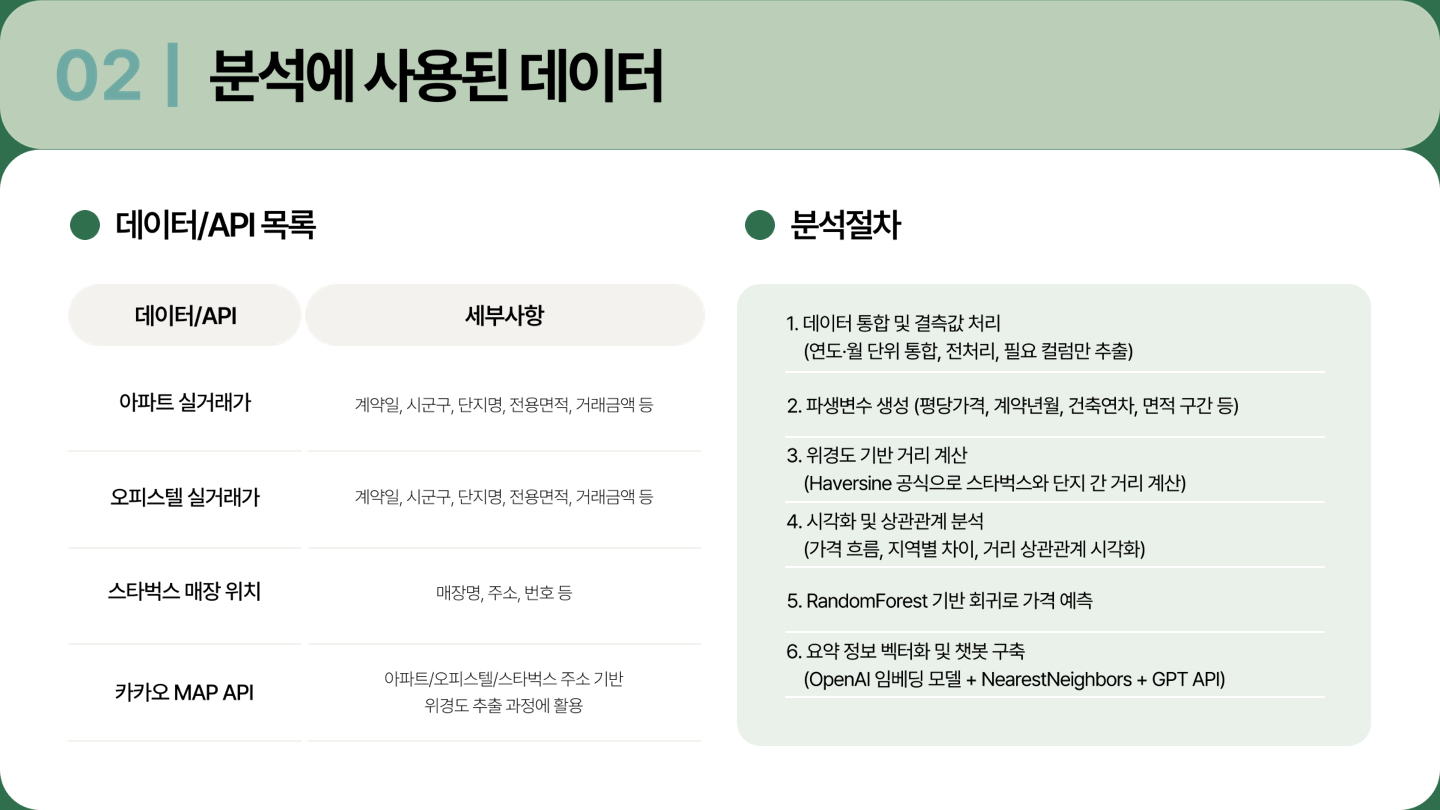 02 | 분석에 사용된 데이터
데이터/API 목록
데이터/API
세부사항
아파트 실거래가
계약일, 시군구, 단지명, 전용면적, 거래금액 등
오피스텔 실거래가
계약일, 시군구, 단지명, 전용면적, 거래금액 등
스타벅스 매장 위치
매장명, 주소, 번호 등
카카오 MAP API
아파트/오피스텔/스타벅스 주소 기반
위경도 추출 과정에 활용
분석절차
1. 데이터 통합 및 결측값 처리
(연도·월 단위 통합, 전처리, 필요 컬럼만 추출)
2. 파생변수 생성 (평당가격, 계약년월, 건축연차, 면적 구간 등)
3. 위경도 기반 거리 계산
(Haversine 공식으로 스타벅스와 단지 간 거리 계산)
4. 시각화 및 상관관계 분석
(가격 흐름, 지역별 차이, 거리 상관관계 시각화)
5. RandomForest 기반 회귀로 가격 예측
6. 요약 정보 벡터화 및 챗봇 구축
(OpenAI 임베딩 모델 + NearestNeighbors + GPT API)